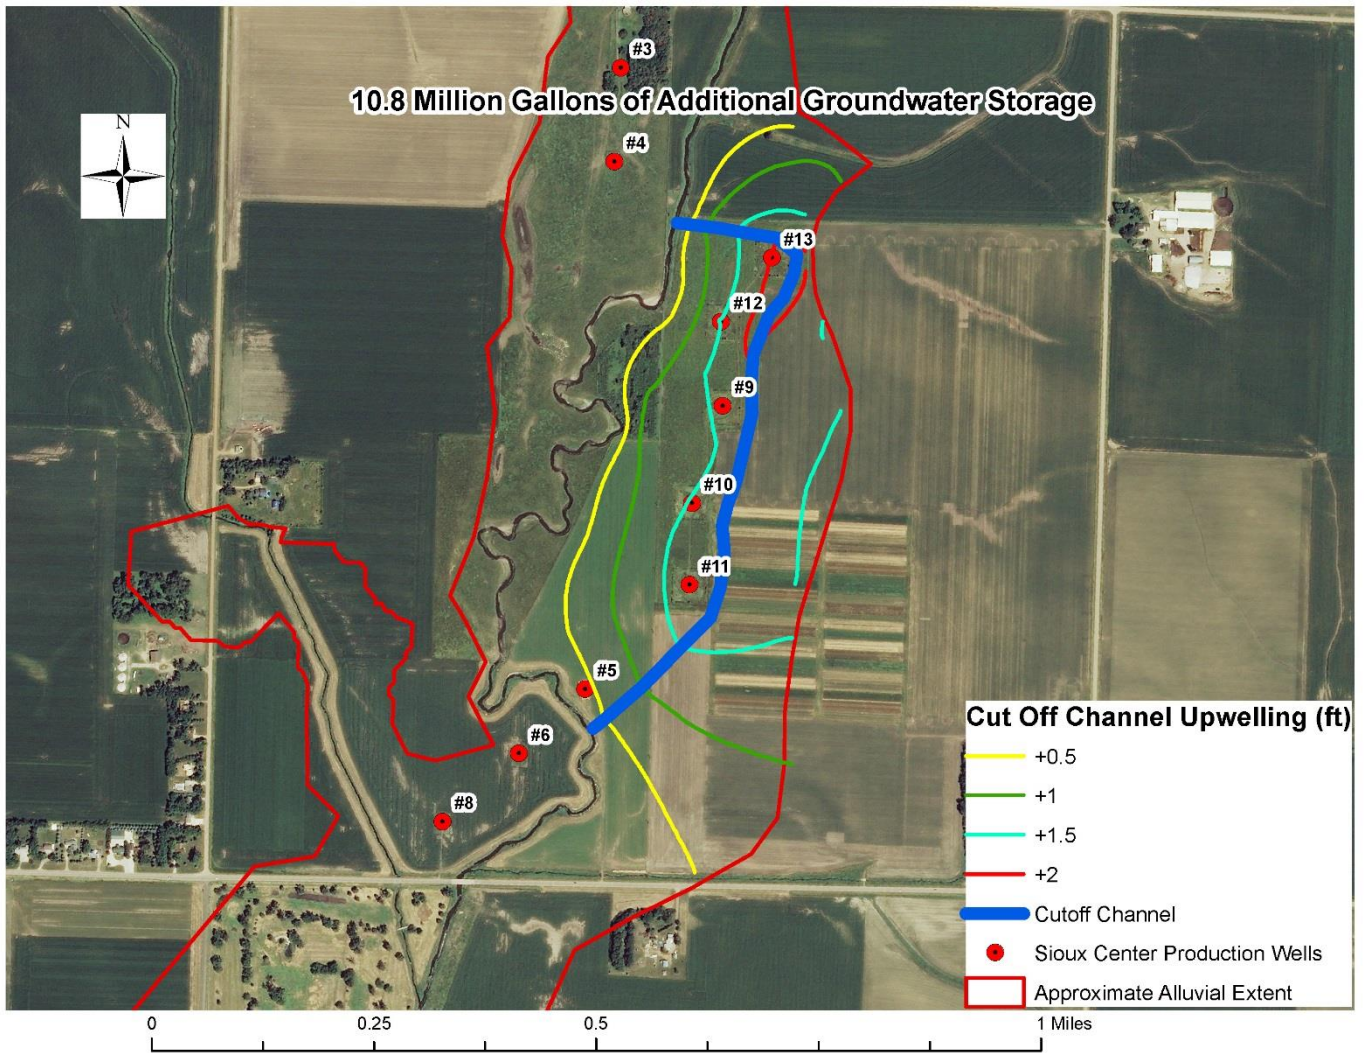 #3
10.8 Million Gallons of Additional Groundwater Storage
N
#4
#13
#12
#9
#10
#11
#5
#6
#8
Cut Off Channel Upwelling (ft)
+0.5
+1
+1.5
+2
Cutoff Channel
Sioux Center Production Wells
Approximate Alluvial Extent
0 0.25 0.5 1 Miles